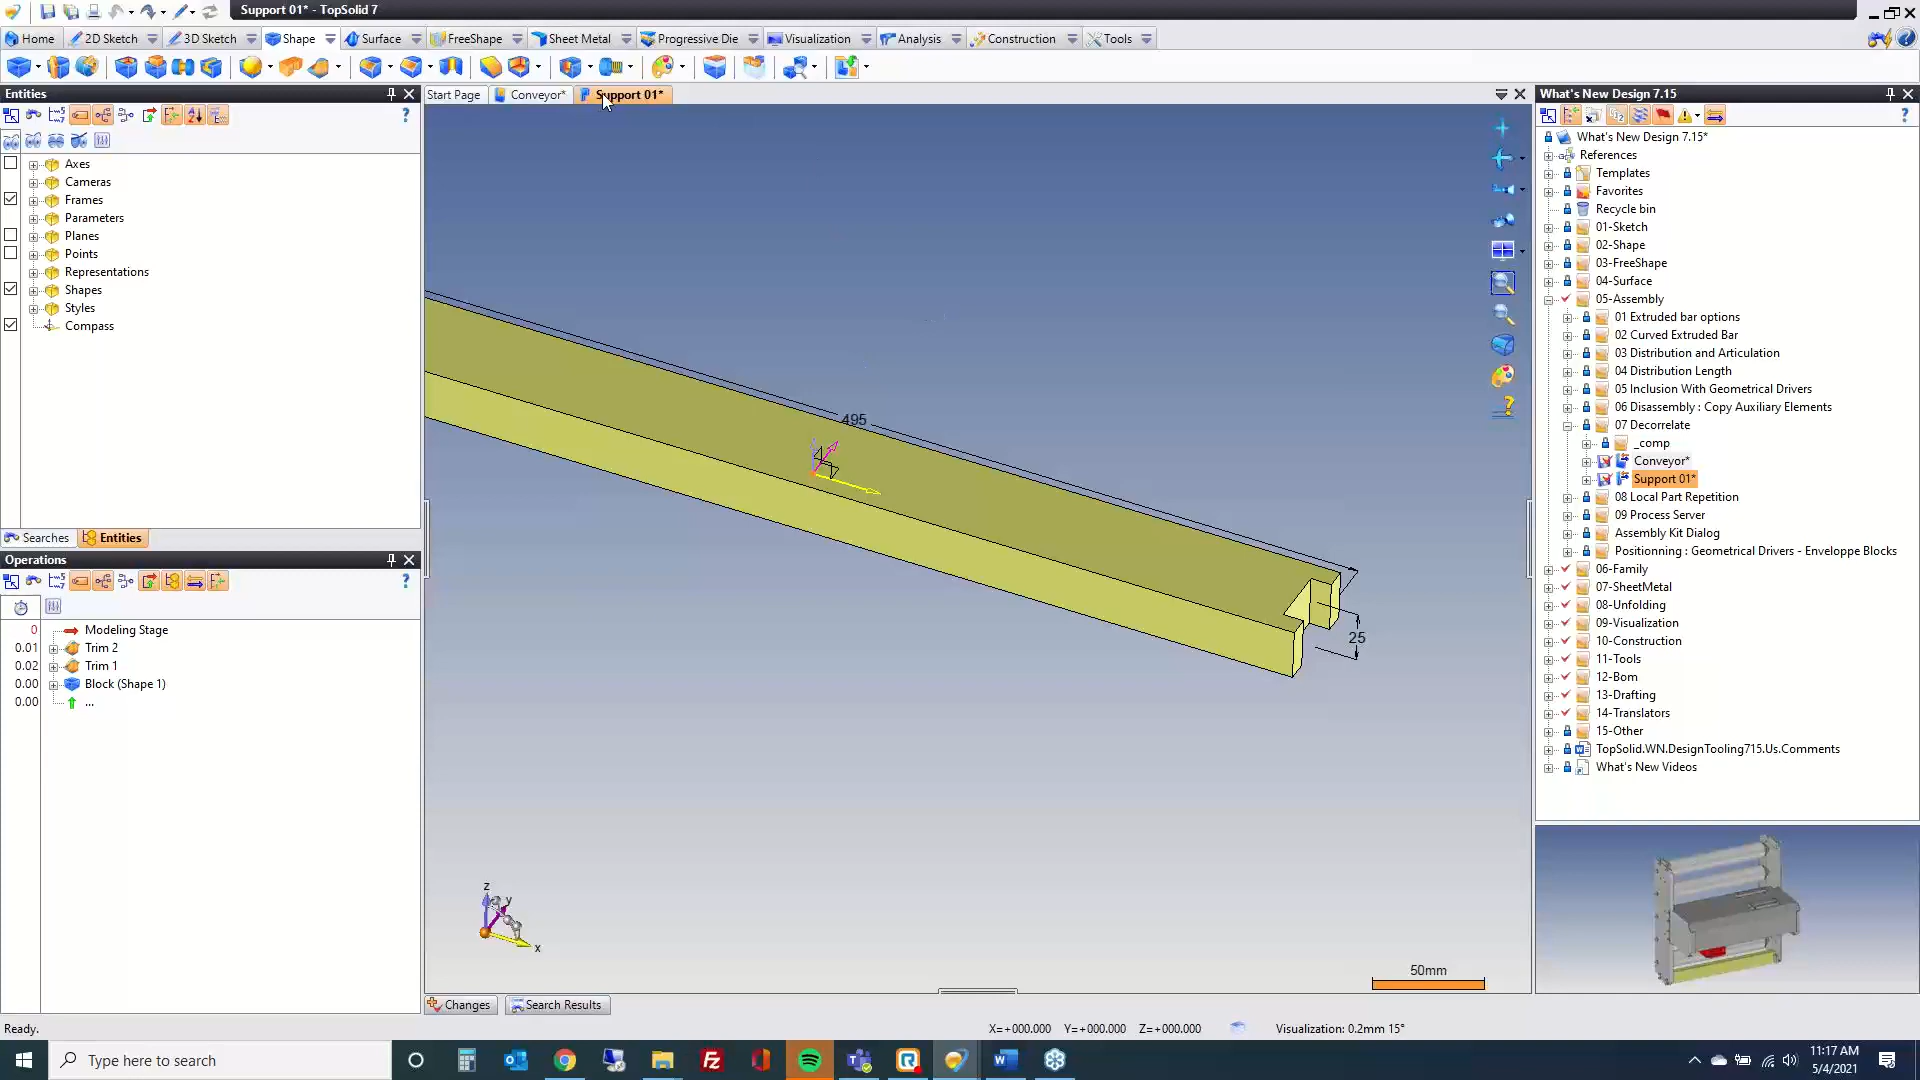 Support 01* - TopSolid 7
Home 2D Sketch 3D Sketch Shape Surface FreeShape Sheet Metal Progressive Die Visualization Analysis Construction Tools
Entities
Start Page Conveyor* Support 01*
What's New Design 7.15
Axes
Cameras
Frames
Parameters
Planes
Points
Representations
Shapes
Styles
Compass
Searches Entities
Operations
0 Modeling Stage
0.01 Trim 2
0.02 Trim 1
0.00 Block (Shape 1)
0.00 ...
495
25
z
y
x
50mm
What's New Design 7.15*
References
Templates
Favorites
Recycle bin
01-Sketch
02-Shape
03-FreeShape
04-Surface
05-Assembly
01 Extruded bar options
02 Curved Extruded Bar
03 Distribution and Articulation
04 Distribution Length
05 Inclusion With Geometrical Drivers
06 Disassembly : Copy Auxiliary Elements
07 Decorrelate
_comp
Conveyor*
Support 01*
08 Local Part Repetition
09 Process Server
Assembly Kit Dialog
Positionning : Geometrical Drivers - Enveloppe Blocks
06-Family
07-SheetMetal
08-Unfolding
09-Visualization
10-Construction
11-Tools
12-Bom
13-Drafting
14-Translators
15-Other
TopSolid.WN.DesignTooling715.Us.Comments
What's New Videos
Changes Search Results
Ready.
X=+000.000 Y=+000.000 Z=+000.000 Visualization: 0.2mm 15°
Type here to search
11:17 AM
5/4/2021